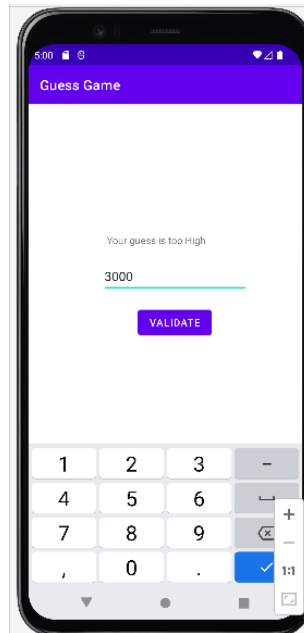 5:00
Guess Game
Your guess is too High
3000
VALIDATE
1 2 3 -
4 5 6
7 8 9
, 0 .
+
-
1:1